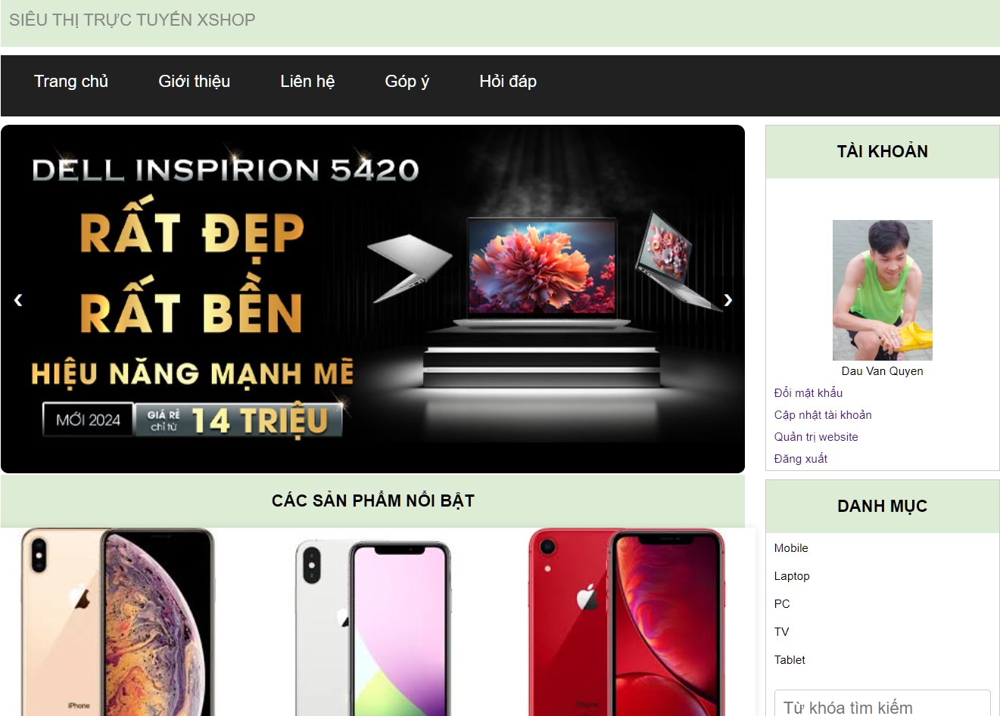 SIÊU THỊ TRỰC TUYẾN XSHOP
Trang chủ
Giới thiệu
Liên hệ
Góp ý
Hỏi đáp
DELL INSPIRION 5420
RẤT ĐẸP
RẤT BỀN
HIỆU NĂNG MẠNH MẼ
MỚI 2024
GIÁ RẺ
chỉ từ
14 TRIỆU
TÀI KHOẢN
Dau Van Quyen
Đổi mật khẩu
Cập nhật tài khoản
Quản trị website
Đăng xuất
CÁC SẢN PHẨM NỔI BẬT
iPhone
iPhone
DANH MỤC
Mobile
Laptop
PC
TV
Tablet
Từ khóa tìm kiếm